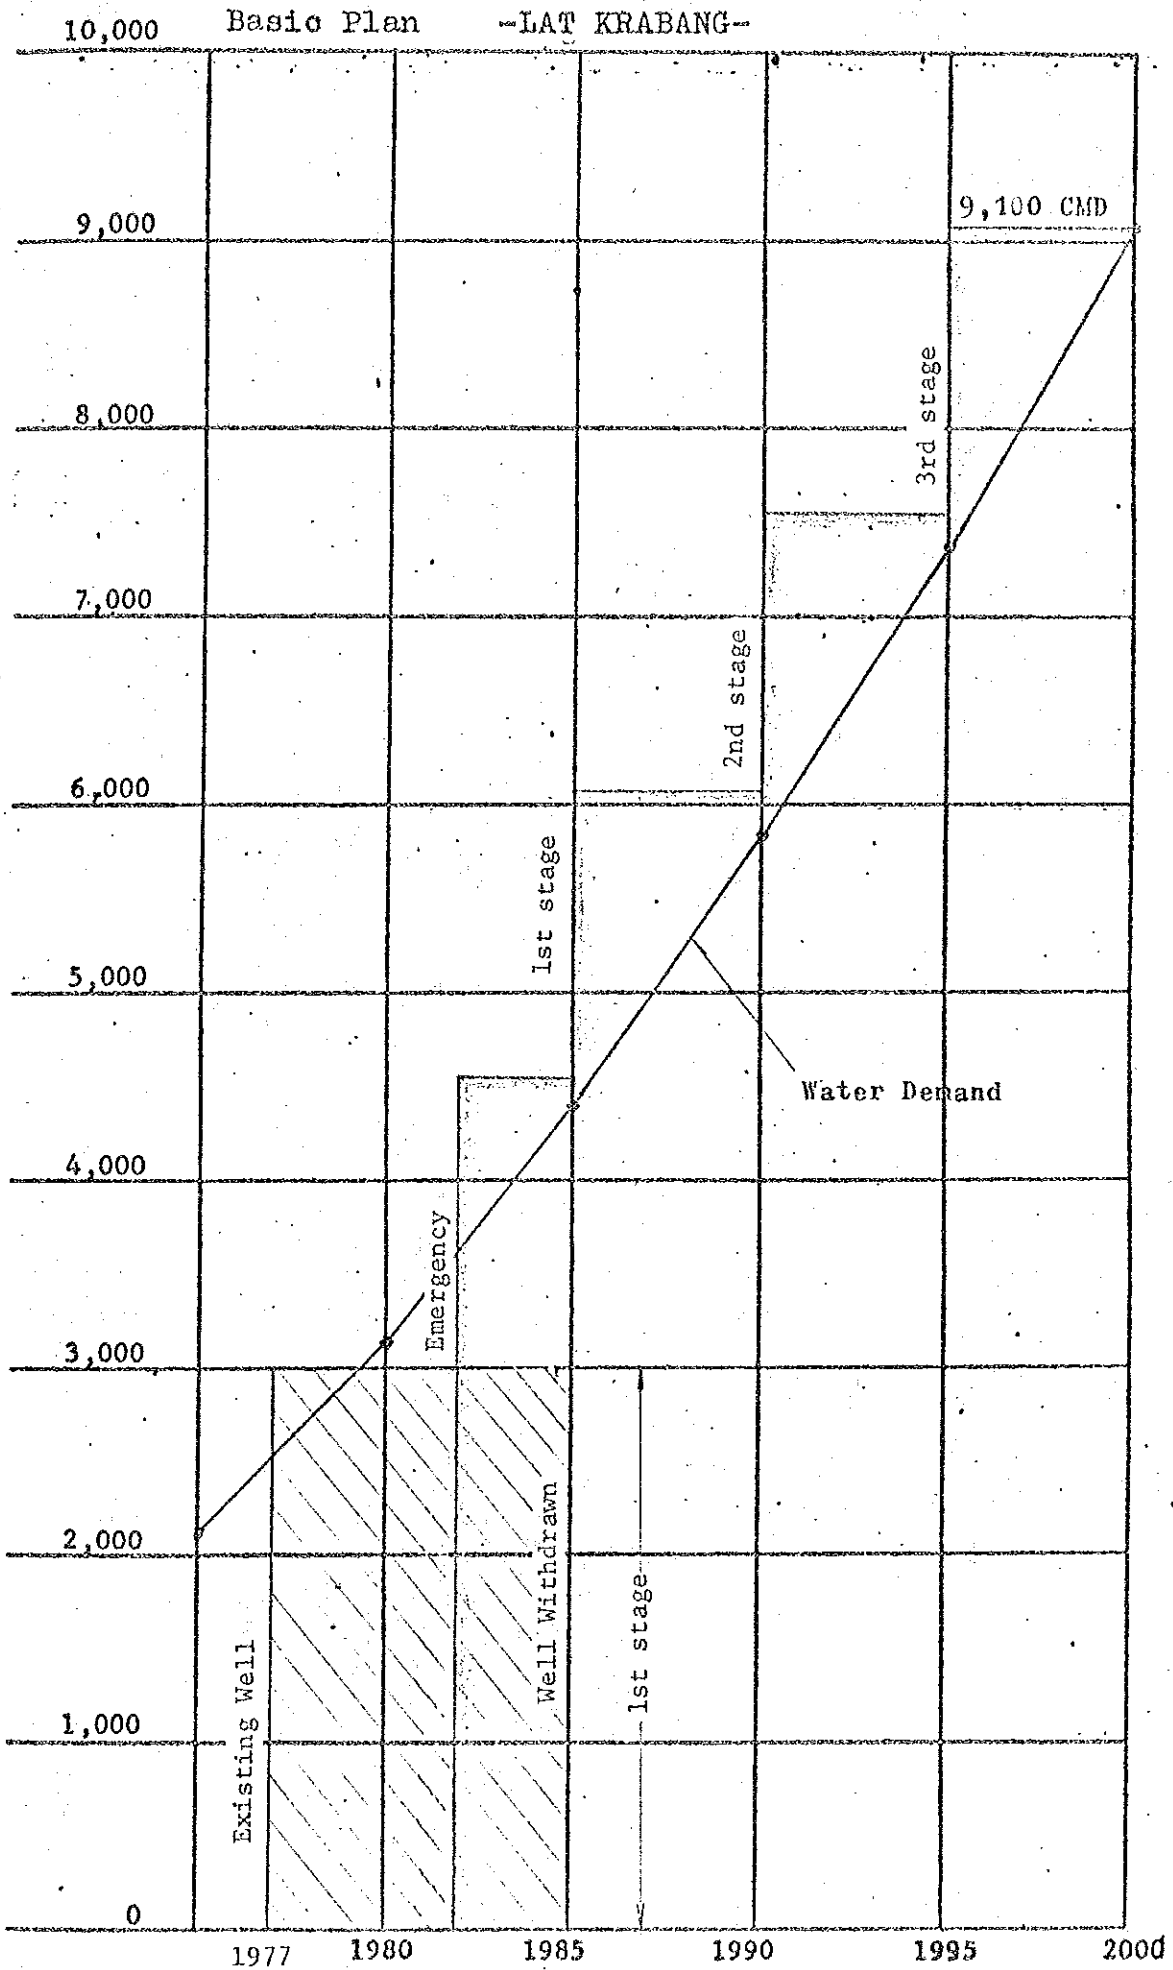 Basic Plan -LAT KRABANG-
10,000
9,100 CMD
9,000
3rd stage
8,000
7,000
2nd stage
6,000
1st stage
5,000
Water Demand
4,000
Emergency
3,000
Well Withdrawn
2,000
1st stage
Existing Well
1,000
0
1977 1980 1985 1990 1995 2000